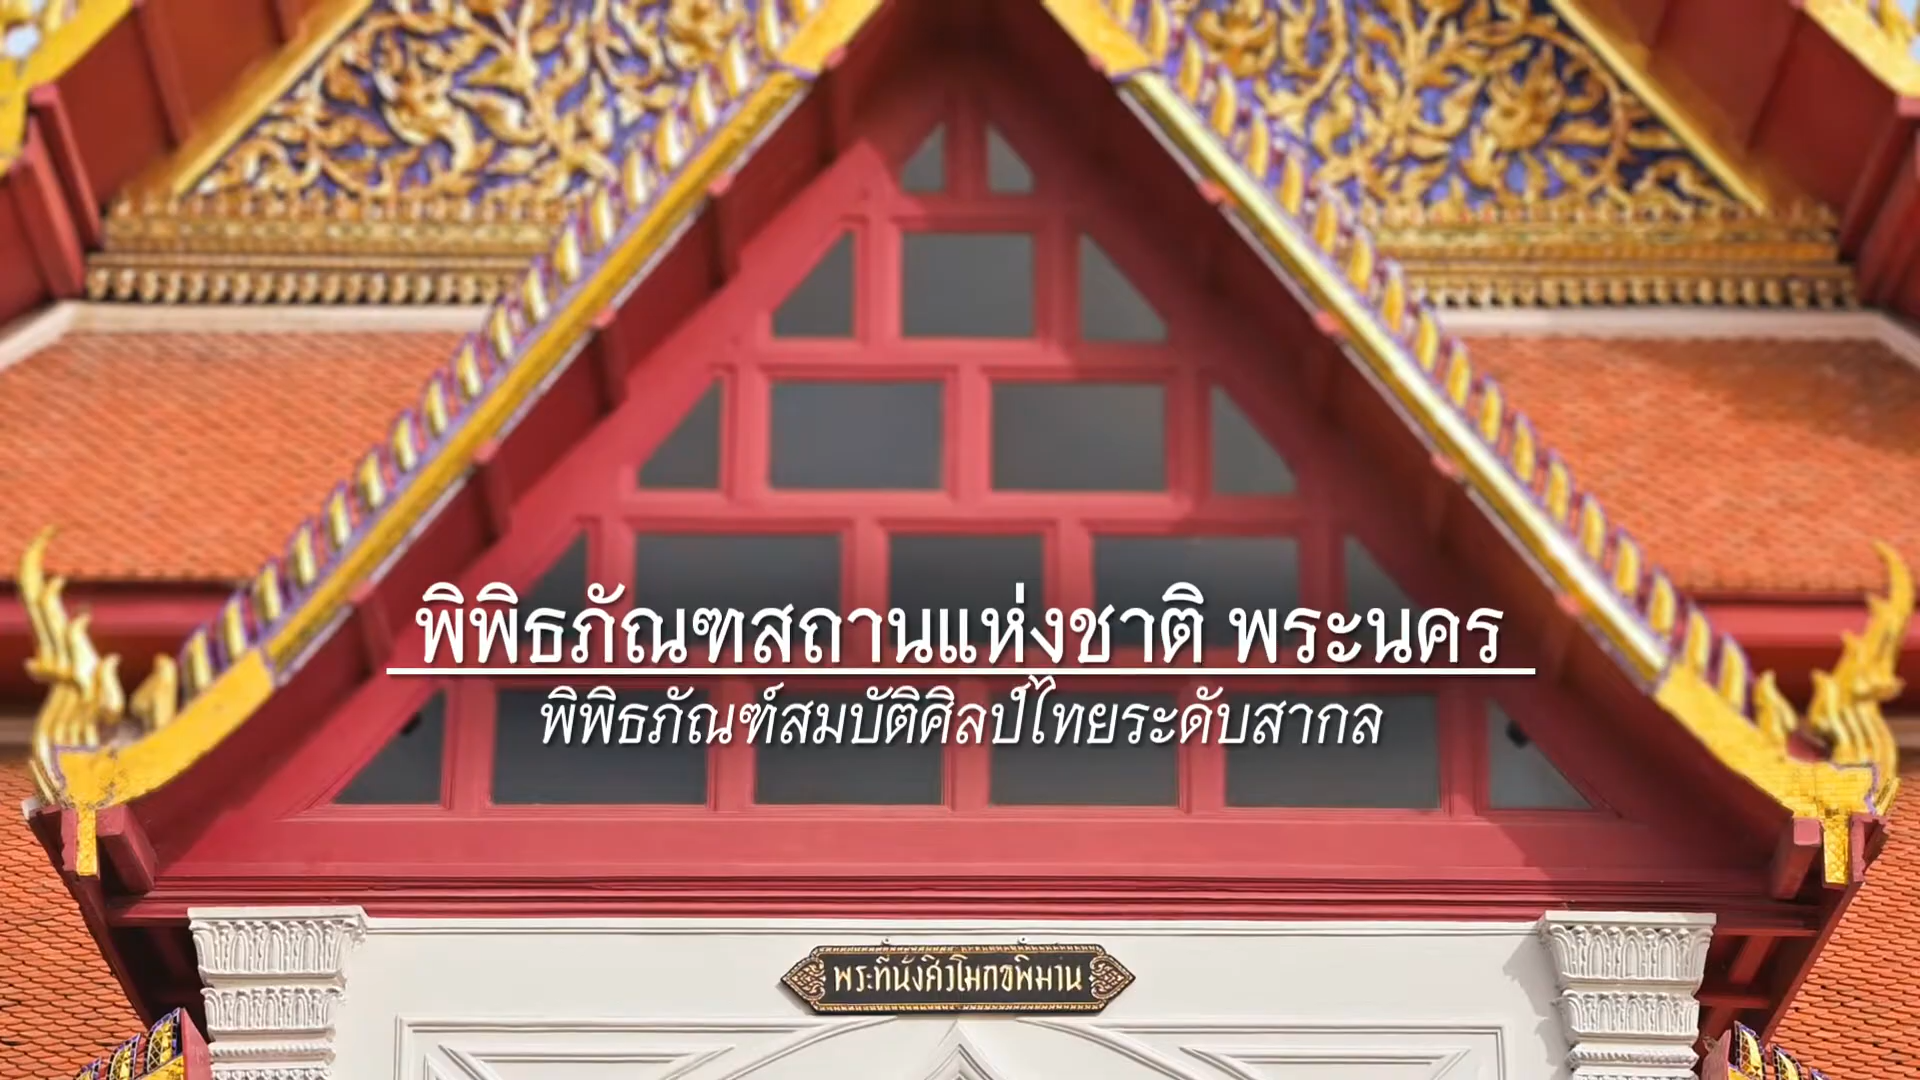 พิพิธภัณฑสถานแห่งชาติ พระนคร
พิพิธภัณฑ์สมบัติศิลป์ไทยระดับสากล
พระที่นั่งศิวโมกขพิมาน